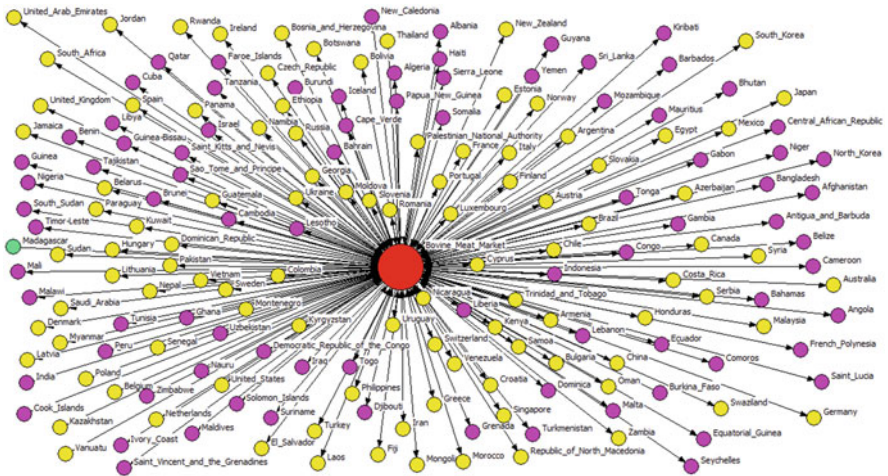 New_Caledonia
United_Arab_Emirates
Jordan
Rwanda
Ireland
Bosnia_and_Herzegovina
Thailand
Albania
New_Zealand
Botswana
Guyana
Kiribati
South_Korea
South_Africa
Qatar
Faroe_Islands
Czech_Republic
Bolivia
Haiti
Sri_Lanka
Barbados
Cuba
Tanzania
Burundi
Algeria
Sierra_Leone
Yemen
Bhutan
Japan
United_Kingdom
Spain
Panama
Ethiopia
Iceland
Papua_New_Guinea
Estonia
Norway
Mozambique
Libya
Israel
Namibia
Russia
Cape_Verde
Somalia
Mauritius
Mexico
Central_African_Republic
Jamaica
Benin
Guinea-Bissau
Saint_Kitts_and_Nevis
Bahrain
Palestinian_National_Authority
France
Italy
Argentina
Egypt
Guinea
Tajikistan
Sao_Tome_and_Principe
Georgia
Portugal
Finland
Slovakia
Gabon
Niger
North_Korea
Nigeria
Belarus
Brunei
Guatemala
Ukraine
Moldova
Slovenia
Austria
Tonga
Azerbaijan
Bangladesh
Afghanistan
South_Sudan
Paraguay
Cambodia
Lesotho
Romania
Luxembourg
Timor-Leste
Kuwait
Brazil
Gambia
Antigua_and_Barbuda
Madagascar
Sudan
Hungary
Dominican_Republic
Bovine_Meat_Market
Chile
Canada
Belize
Mali
Lithuania
Pakistan
Cyprus
Congo
Syria
Cameroon
Malawi
Nepal
Vietnam
Sweden
Colombia
Indonesia
Costa_Rica
Australia
Saudi_Arabia
Montenegro
Nicaragua
Liberia
Trinidad_and_Tobago
Serbia
Bahamas
Denmark
Tunisia
Ghana
Kyrgyzstan
Uruguay
Kenya
Armenia
Honduras
Malaysia
Angola
Myanmar
Uzbekistan
Lebanon
Latvia
Peru
Senegal
Democratic_Republic_of_the_Congo
Switzerland
Samoa
Ecuador
French_Polynesia
India
Poland
Nauru
Iraq
Togo
Venezuela
Bulgaria
China
Comoros
Belgium
Zimbabwe
United_States
Philippines
Croatia
Oman
Saint_Lucia
Cook_Islands
Solomon_Islands
Dominica
Burkina_Faso
Kazakhstan
Netherlands
Suriname
Djibouti
Greece
Singapore
Malta
Swaziland
Germany
Vanuatu
Ivory_Coast
Maldives
El_Salvador
Turkey
Iran
Grenada
Turkmenistan
Zambia
Equatorial_Guinea
Saint_Vincent_and_the_Grenadines
Laos
Fiji
Mongolia
Morocco
Republic_of_North_Macedonia
Seychelles